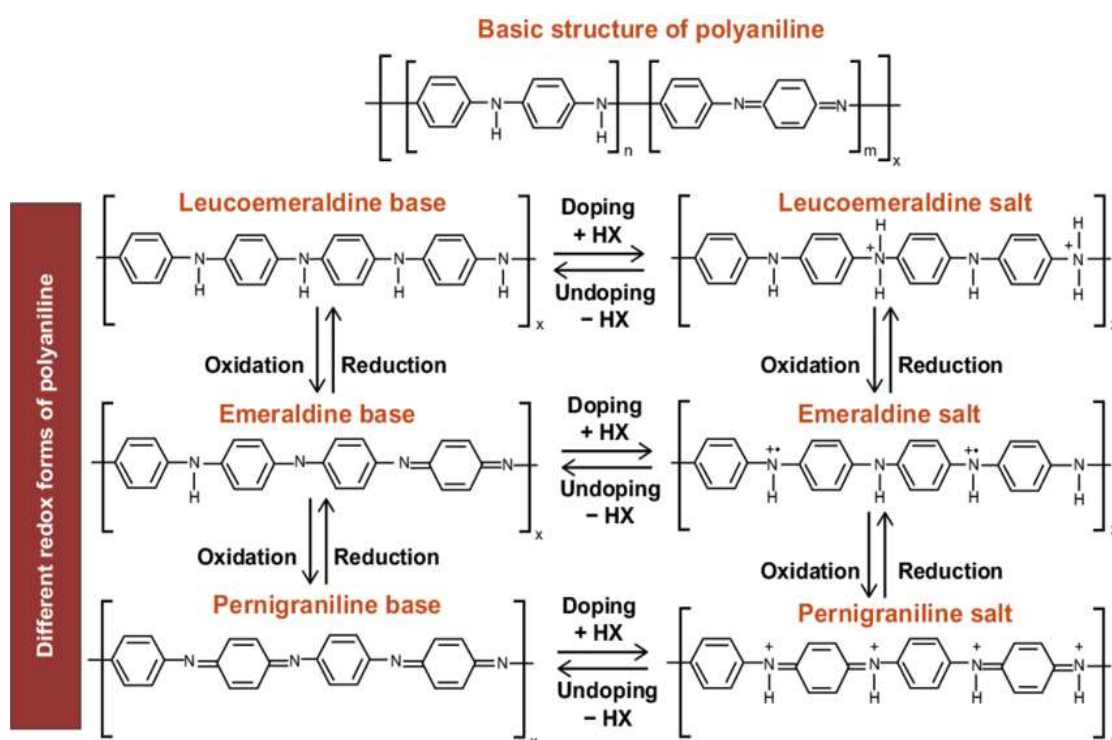 Basic structure of polyaniline
N
H
N
H
n
N
N
m
x
Different redox forms of polyaniline
Leucoemeraldine base
N
H
N
H
N
H
N
H
x
Doping
+ HX
Undoping
− HX
Leucoemeraldine salt
N
H
H
+
N
H
N
H
H
+
N
H
Oxidation
Reduction
Oxidation
Reduction
Emeraldine base
N
H
N
N
N
x
Doping
+ HX
Undoping
− HX
Emeraldine salt
+•
N
H
N
H
+•
N
H
N
H
Oxidation
Reduction
Oxidation
Reduction
Pernigraniline base
N
N
N
N
Doping
+ HX
Undoping
− HX
Pernigraniline salt
+
N
H
+
N
H
+
N
H
+
N
H